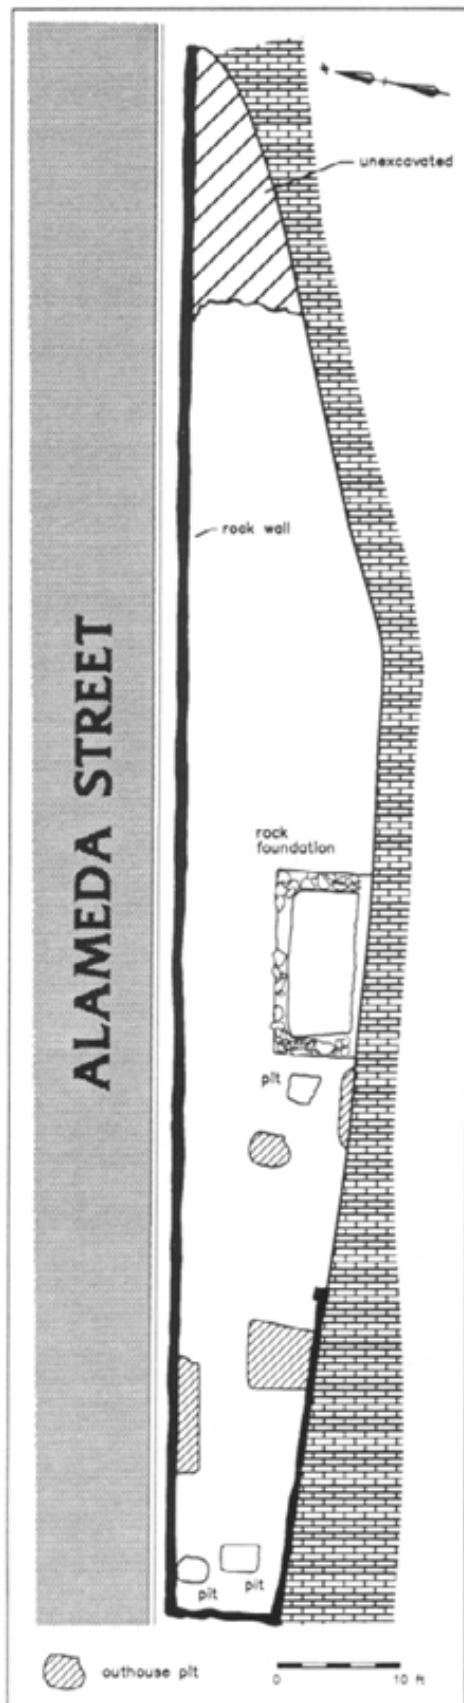 unexcavated
rock wall
ALAMEDA STREET
rock
foundation
pit
pit
pit
outhouse pit
0 10 ft